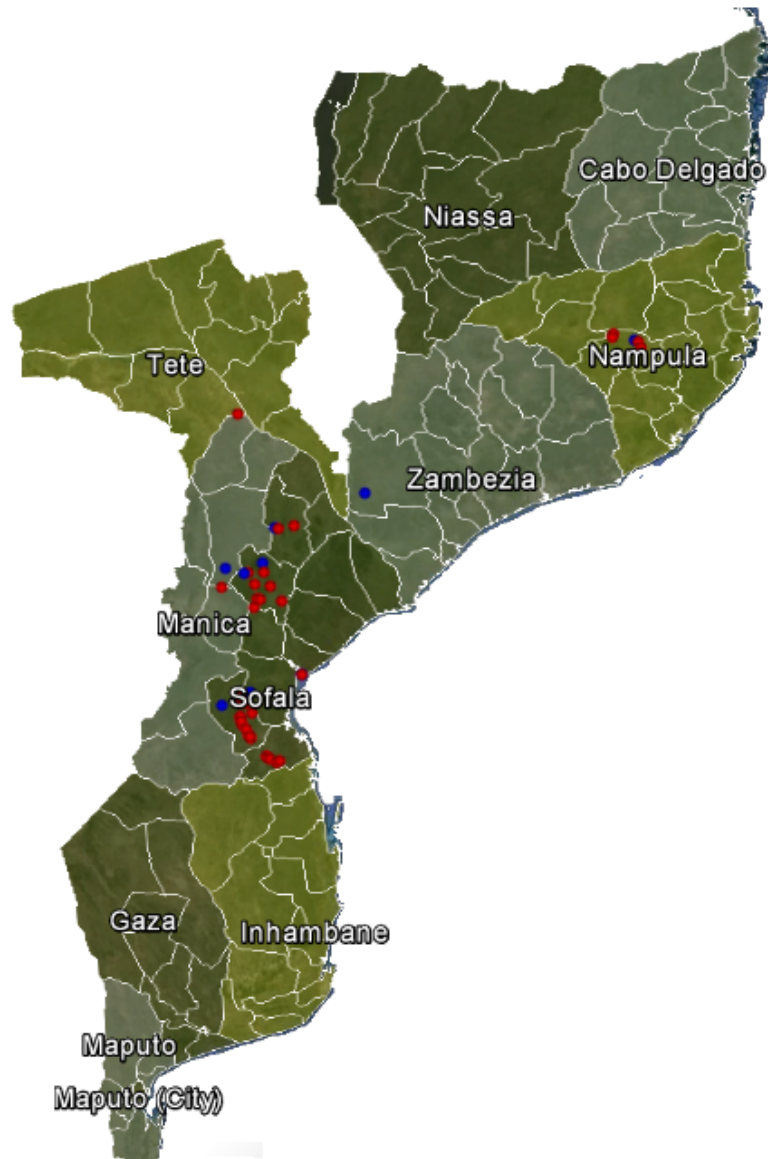 Cabo Delgado
Niassa
Nampula
Tete
Zambezia
Manica
Sofala
Gaza
Inhambane
Maputo
Maputo (City)